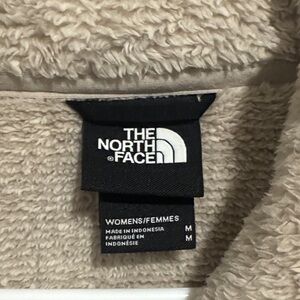 THE
NORTH
FACE
WOMENS/FEMMES
MADE IN INDONESIA M
FABRIQUÉ EN M
INDONÉSIE